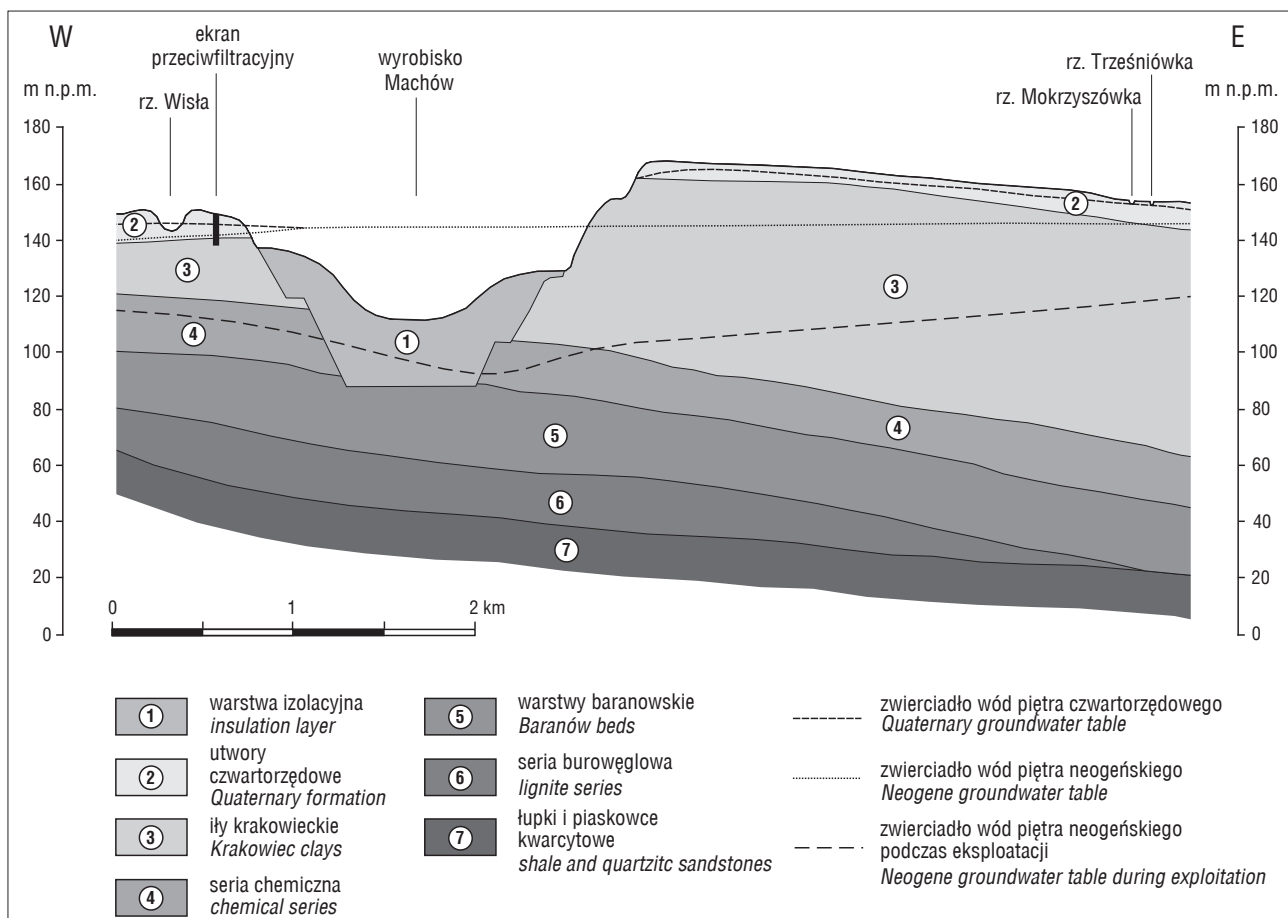 W
E
ekran
przeciwfiltracyjny
wyrobisko
Machów
rz. Trześniówka
m n.p.m.
rz. Wisła
rz. Mokrzyszówka
m n.p.m.
180
180
160
160
140
140
120
120
100
100
80
80
60
60
40
40
20
20
0
0
2
2
3
3
4
1
4
5
6
7
0 1 2 km
1
warstwa izolacyjna
insulation layer
2
utwory
czwartorzędowe
Quaternary formation
3
iły krakowieckie
Krakowiec clays
4
seria chemiczna
chemical series
5
warstwy baranowskie
Baranów beds
6
seria burowęglowa
lignite series
7
łupki i piaskowce
kwarcytowe
shale and quartzitc sandstones
zwierciadło wód piętra czwartorzędowego
Quaternary groundwater table
zwierciadło wód piętra neogeńskiego
Neogene groundwater table
zwierciadło wód piętra neogeńskiego
podczas eksploatacji
Neogene groundwater table during exploitation